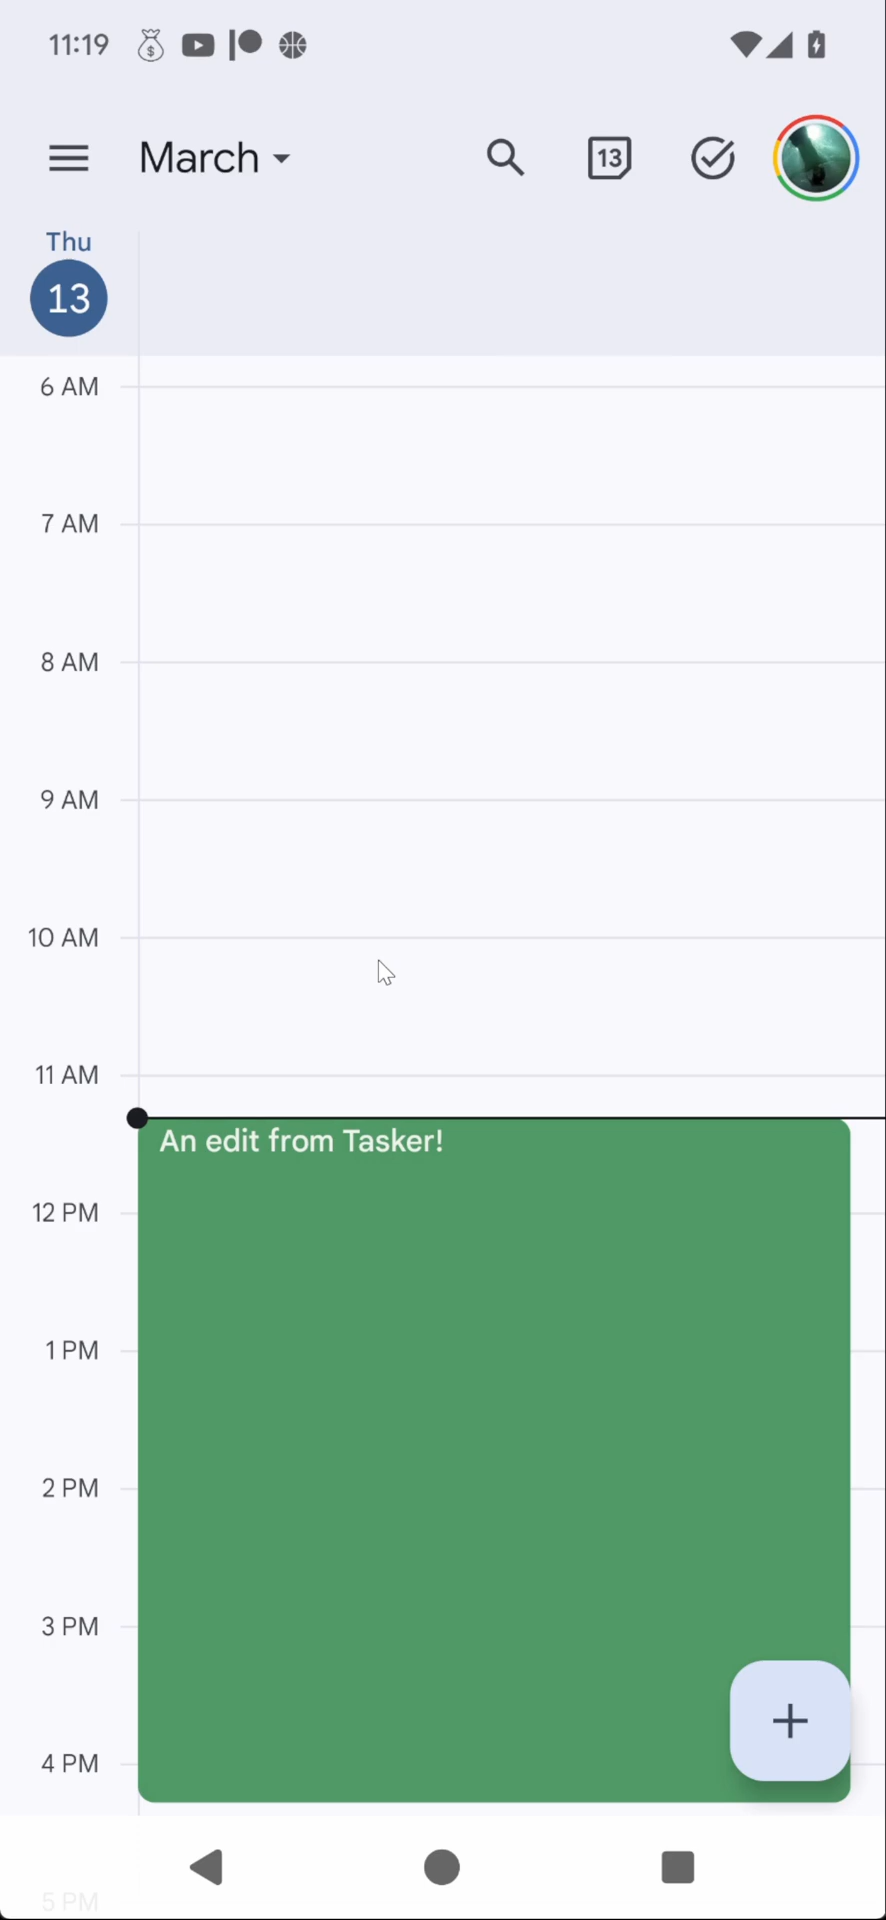 11:19
March
13
Thu
13
6 AM
7 AM
8 AM
9 AM
10 AM
11 AM
An edit from Tasker!
12 PM
1 PM
2 PM
3 PM
4 PM
5 PM